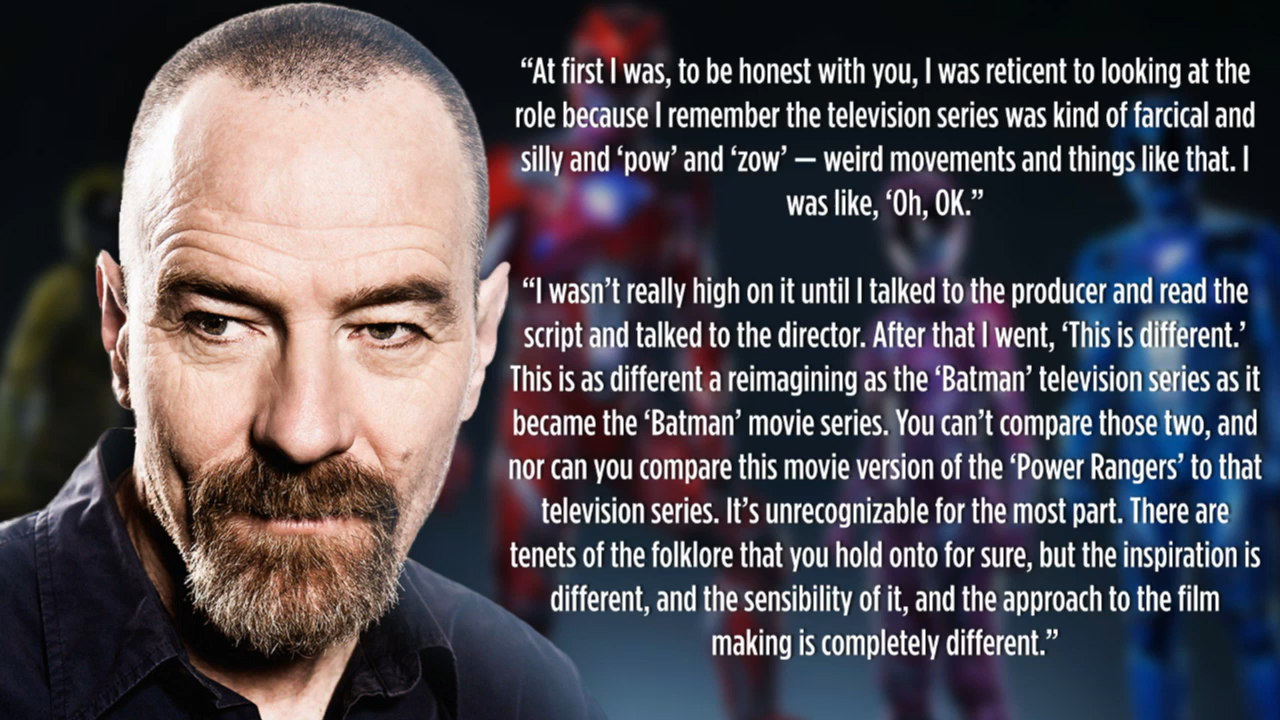 “At first I was, to be honest with you, I was reticent to looking at the
role because I remember the television series was kind of farcical and
silly and ‘pow’ and ‘zow’ — weird movements and things like that. I
was like, ‘Oh, OK.”
“I wasn’t really high on it until I talked to the producer and read the
script and talked to the director. After that I went, ‘This is different.’
This is as different a reimagining as the ‘Batman’ television series as it
became the ‘Batman’ movie series. You can’t compare those two, and
nor can you compare this movie version of the ‘Power Rangers’ to that
television series. It’s unrecognizable for the most part. There are
tenets of the folklore that you hold onto for sure, but the inspiration is
different, and the sensibility of it, and the approach to the film
making is completely different.”